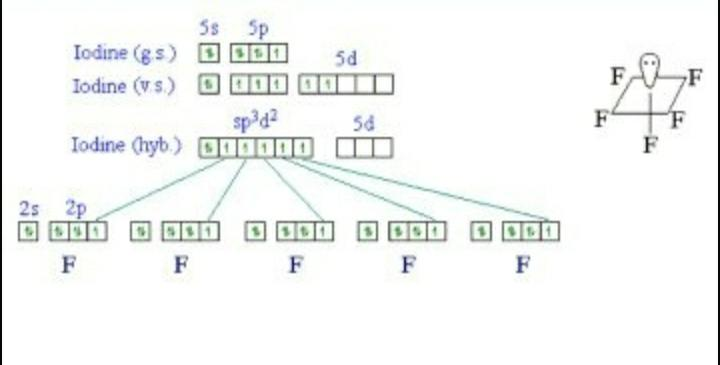 5s 5p
Iodine (g.s.)
5d
Iodine (v.s.)
sp³d² 5d
Iodine (hyb.)
F F
F F
F
2s 2p
F F F F F